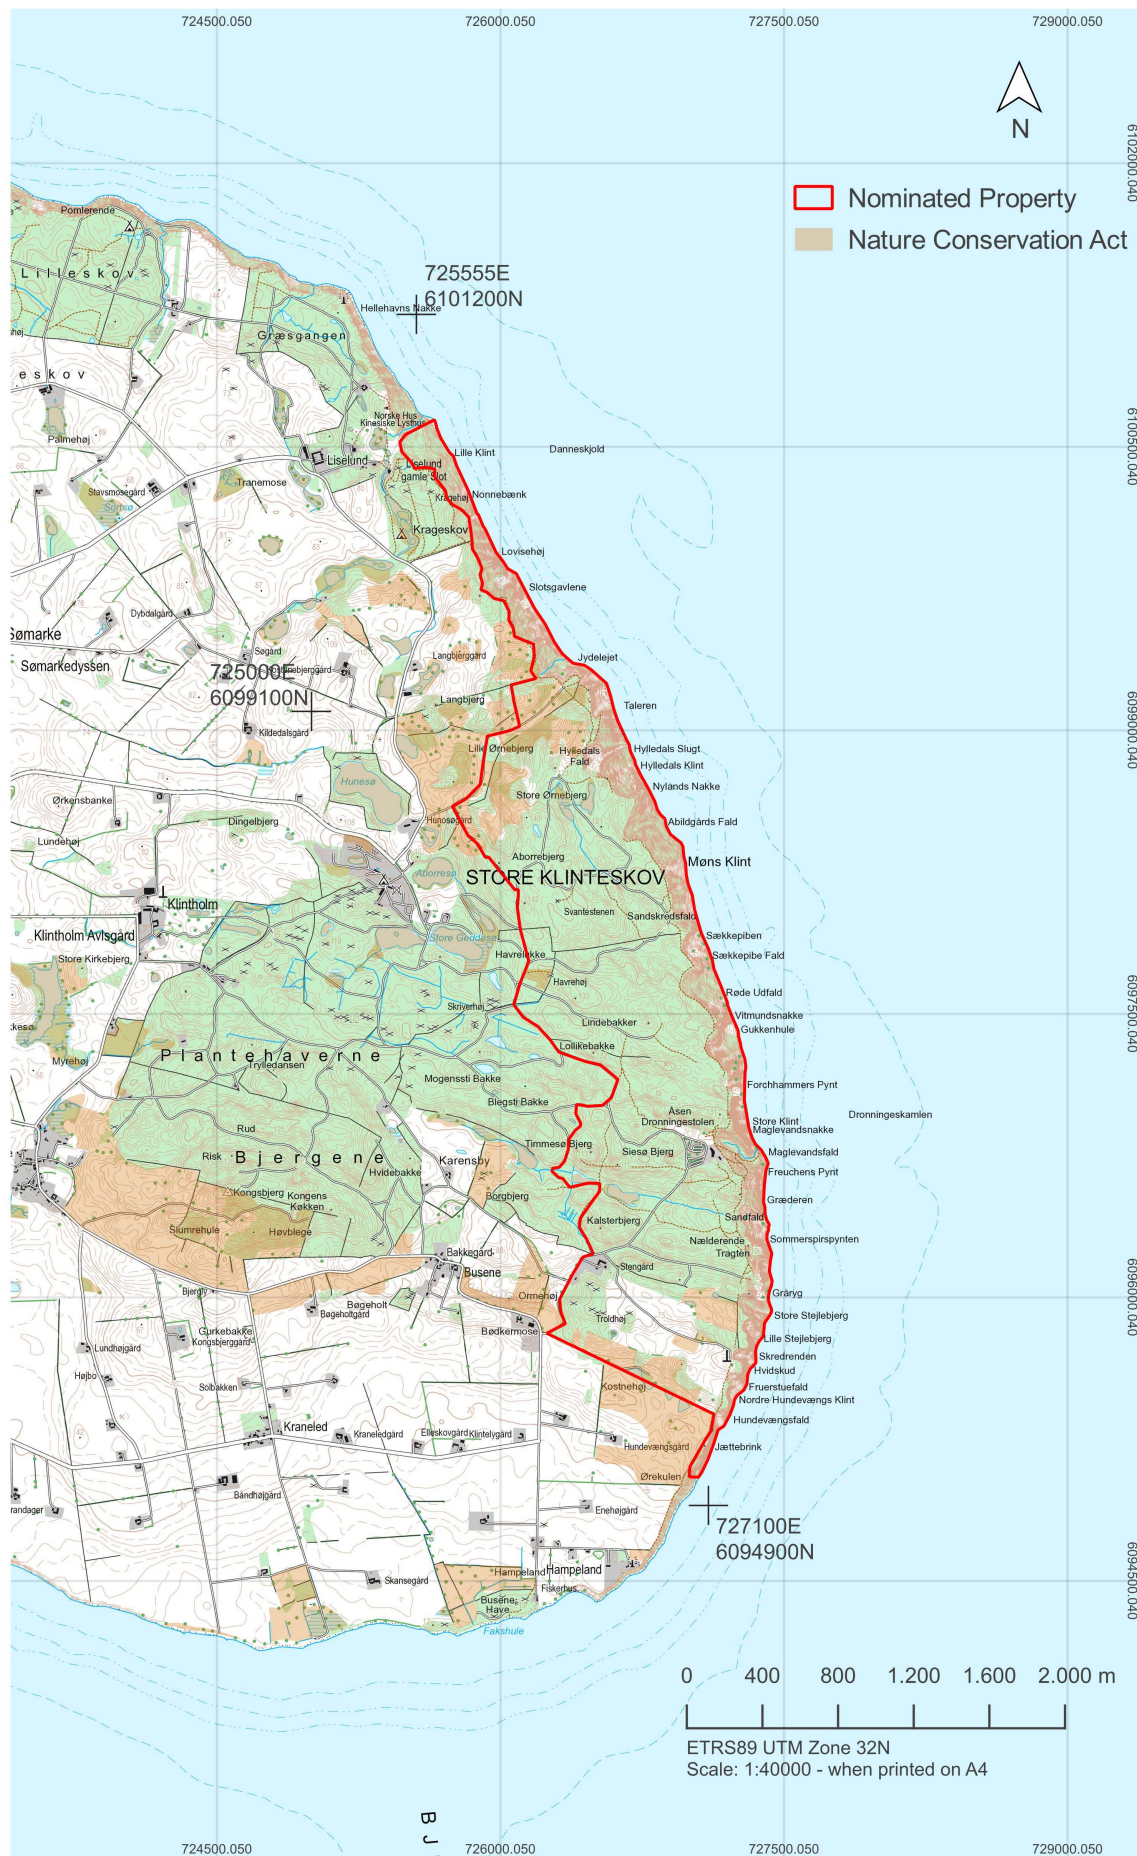 724500.050
726000.050
727500.050
729000.050
N
6102000.040
Nominated Property
Nature Conservation Act
Pomlerende
Lilleskov
725555E
6101200N
Hellehavns Nakke
Græsgangen
eskov
Norske Hus
Kinesiske Lysthus
Palmehøj
Lille Klint
Danneskjold
6100500.040
Liselund
Liselund
gamle Slot
Tranemose
Stavsmosegård
Sortsø
Kragehøj
Nonnebænk
Krageskov
Lovisehøj
Slotsgavlene
Dybdalgård
Sømarke
Søgård
Langbjerggård
Jydelejet
Sømarkedyssen
725000E
6099100N
Langbjerg
Taleren
6099000.040
Kildedalsgård
Lille Ørnebjerg
Hylledals
Fald
Hylledals Slugt
Hylledals Klint
Hunesø
Nylands Nakke
Store Ørnebjerg
Ørkensbanke
Dingelbjerg
Hunosøgård
Abildgårds Fald
Lundehøj
Aborrebjerg
Møns Klint
Aborresø
STORE KLINTESKOV
Klintholm
Svantestenen
Sandskredsfald
Klintholm Avlsgård
Store Geddesø
Sækkepiben
Store Kirkebjerg
Havrelukke
Sækkepibe Fald
Havrehøj
Røde Udfald
Skriverhøj
Vitmundsnakke
6097500.040
Lindebakker
Gukkenhule
Lollikebakke
Plantehaverne
Myrehøj
Trylledansen
Mogenssti Bakke
Forchhammers Pynt
Blegsti Bakke
Åsen
Dronningestolen
Dronningeskamlen
Store Klint
Maglevandsnakke
Rud
Timmesø Bjerg
Siesø Bjerg
Maglevandsfald
Risk
Bjergene
Karensby
Hvidebakke
Freuchens Pynt
Kongsbjerg
Kongens
Køkken
Borgbjerg
Græderen
Slumrehule
Høvblege
Kalsterbjerg
Sandfald
Nælderende
Sommerspirspynten
Tragten
Bakkegård
Busene
Stengård
6096000.040
Bjergly
Ormehøj
Gråryg
Bøgeholt
Bøgeholtgård
Troldhøj
Store Stejlebjerg
Gurkebakke
Kongsbjerggård
Bødkermose
Lille Stejlebjerg
Lundhøjgård
Skredrenden
Højbo
Hvidskud
Solbakken
Kostnehøj
Fruerstuefald
Nordre Hundevængs Klint
Hundevængsfald
Kraneled
Kraneledgård
Elleskovgård
Klintelygård
Hundevængsgård
Jættebrink
Ørekulen
Båndhøjgård
randager
Enehøjgård
727100E
6094900N
Skansegård
Hampeland
Hampeland
Fiskerhus
6094500.040
Busene
Have
Fakshule
0 400 800 1.200 1.600 2.000 m
ETRS89 UTM Zone 32N
Scale: 1:40000 - when printed on A4
BJ
724500.050
726000.050
727500.050
729000.050